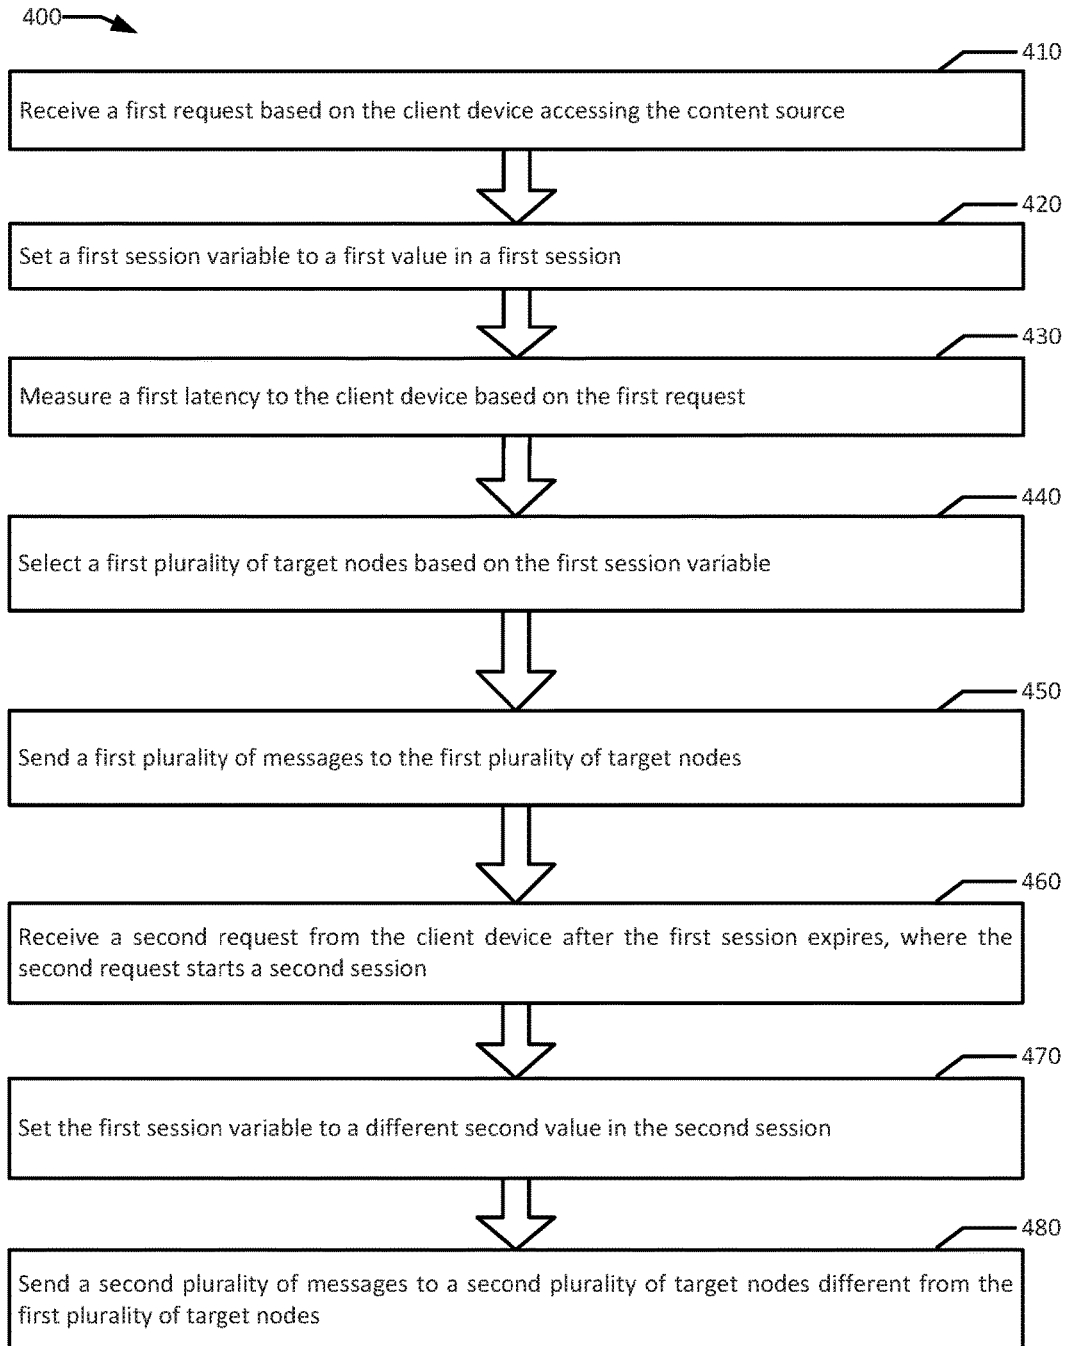 400
410
Receive a first request based on the client device accessing the content source
420
Set a first session variable to a first value in a first session
430
Measure a first latency to the client device based on the first request
440
Select a first plurality of target nodes based on the first session variable
450
Send a first plurality of messages to the first plurality of target nodes
460
Receive a second request from the client device after the first session expires, where the
second request starts a second session
470
Set the first session variable to a different second value in the second session
480
Send a second plurality of messages to a second plurality of target nodes different from the
first plurality of target nodes